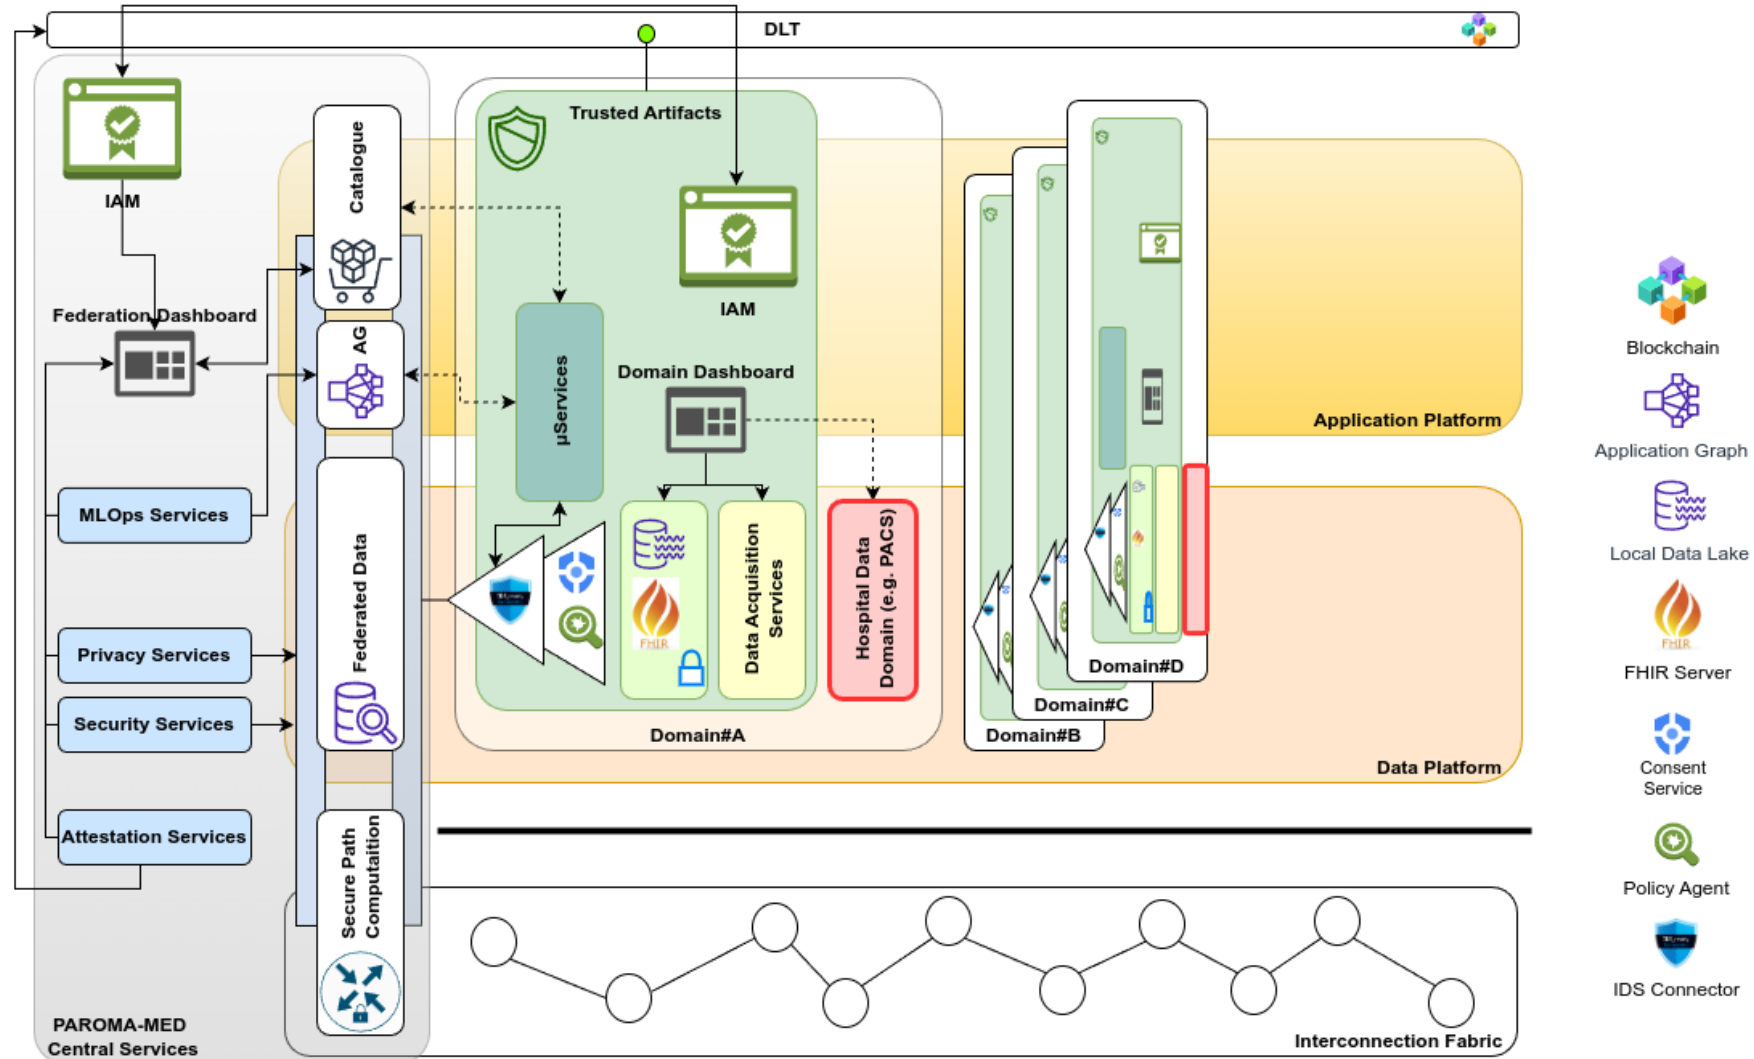 DLT
IAM
Federation Dashboard
MLOps Services
Privacy Services
Security Services
Attestation Services
PAROMA-MED
Central Services
Catalogue
AG
Federated Data
Secure Path
Computaition
Trusted Artifacts
IAM
µServices
Domain Dashboard
FHIR
Data Acquisition
Services
Hospital Data
Domain (e.g. PACS)
Domain#A
Domain#B
Domain#C
Domain#D
Application Platform
Data Platform
Interconnection Fabric
Blockchain
Application Graph
Local Data Lake
FHIR
FHIR Server
Consent
Service
Policy Agent
IDS Connector